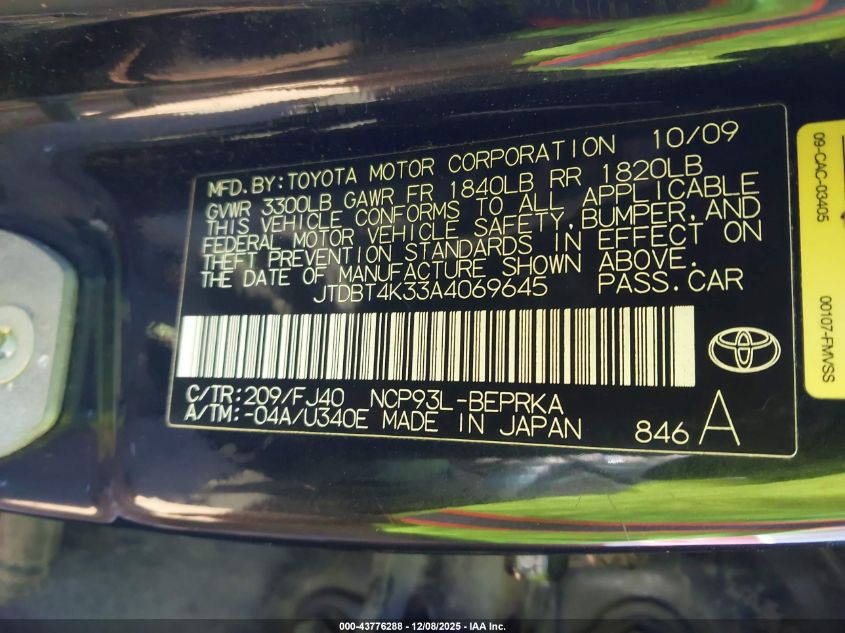 MFD. BY: TOYOTA MOTOR CORPORATION 10/09
GVWR 3300LB GAWR FR 1840LB RR 1820LB
THIS VEHICLE CONFORMS TO ALL APPLICABLE
FEDERAL MOTOR VEHICLE SAFETY, BUMPER, AND
THEFT PREVENTION STANDARDS IN EFFECT ON
THE DATE OF MANUFACTURE SHOWN ABOVE.
JTDBT4K33A4069645 PASS. CAR
C/TR: 209/FJ40 NCP93L-BEPRKA
A/TM: -04A/U340E MADE IN JAPAN 846 A
09-CAC-03405
00107-FMVSS
000-43776288 - 12/08/2025 - IAA Inc.